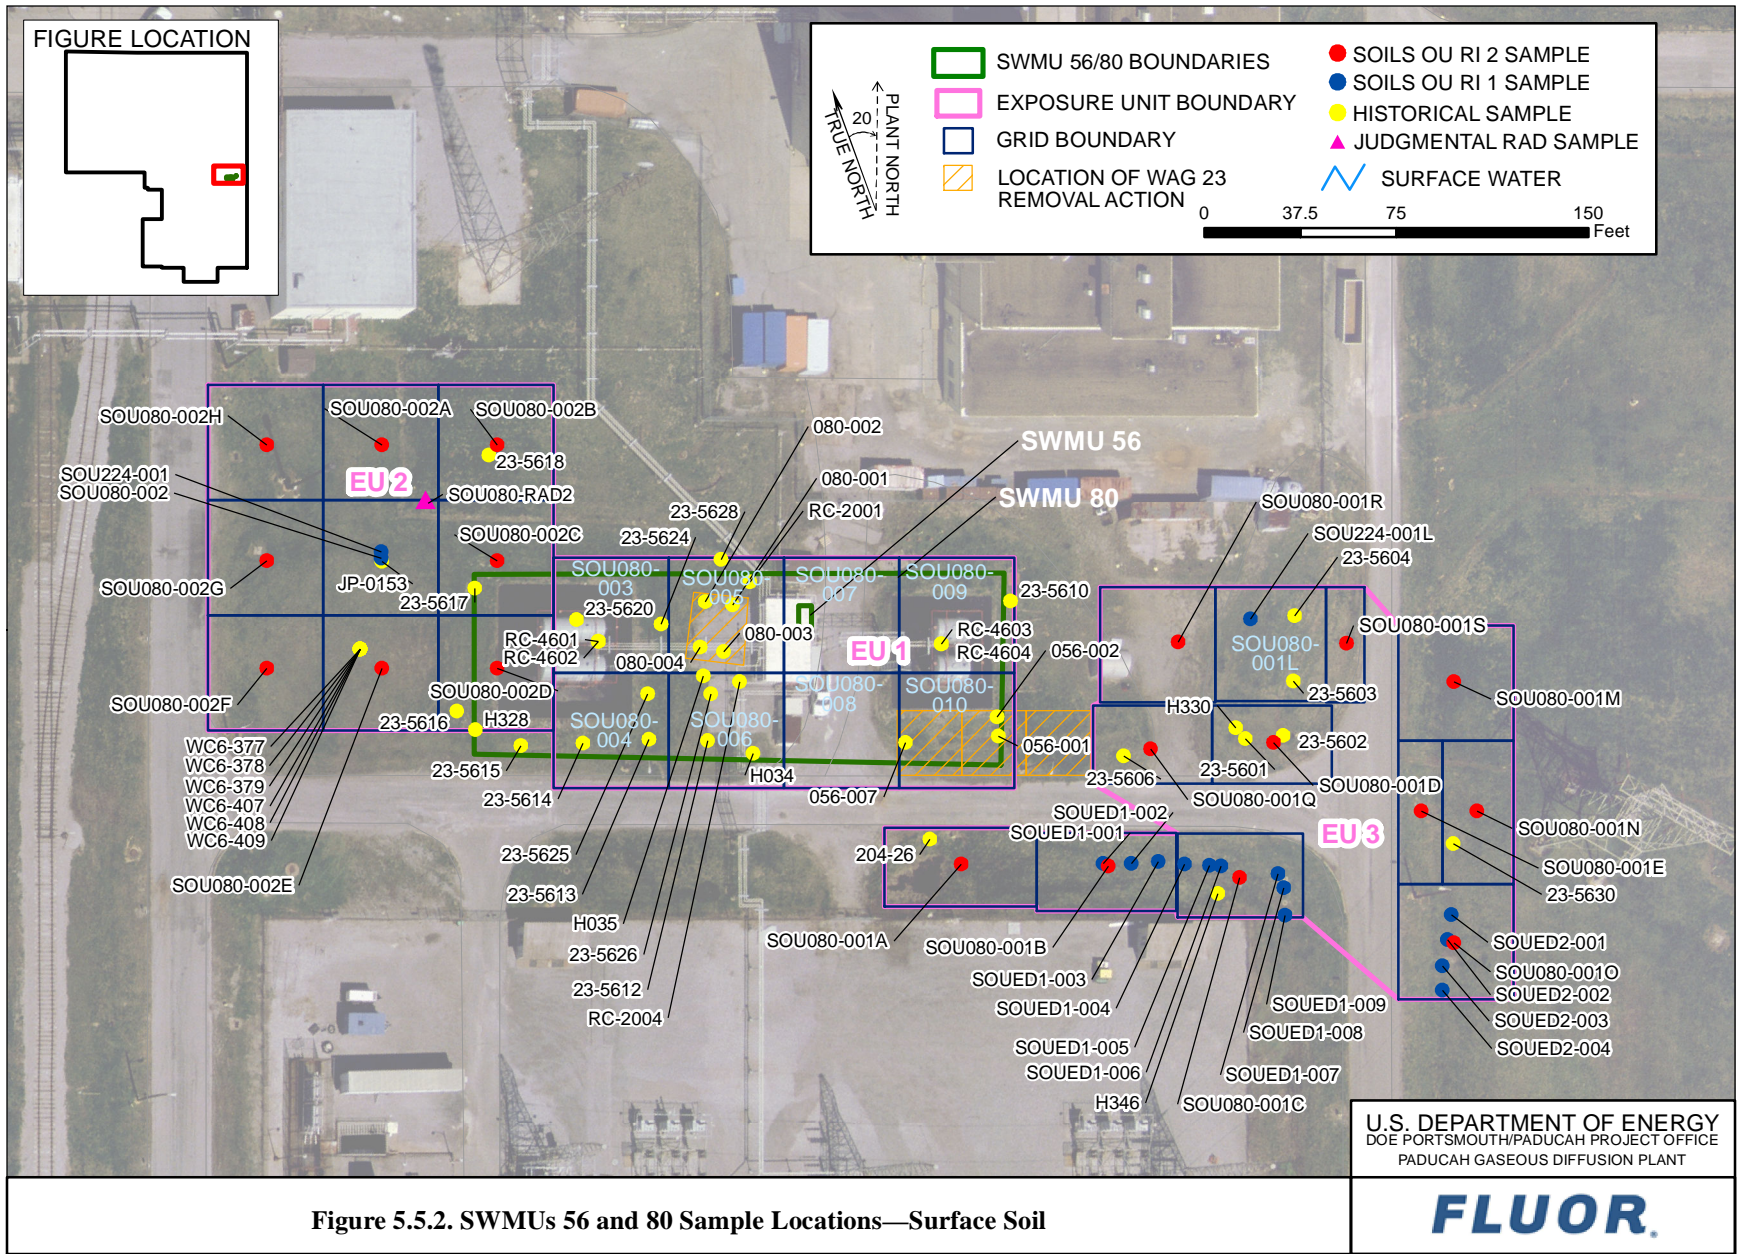 FIGURE LOCATION
SWMU 56/80 BOUNDARIES
EXPOSURE UNIT BOUNDARY
GRID BOUNDARY
LOCATION OF WAG 23
REMOVAL ACTION
SOILS OU RI 2 SAMPLE
SOILS OU RI 1 SAMPLE
HISTORICAL SAMPLE
JUDGMENTAL RAD SAMPLE
SURFACE WATER
20
TRUE NORTH
PLANT NORTH
0 37.5 75 150
Feet
SOU080-002H
SOU080-002A
SOU080-002B
080-002
SWMU 56
23-5618
SOU224-001
SOU080-002
EU 2
SOU080-RAD2
080-001
SWMU 80
RC-2001
SOU080-001R
23-5628
23-5624
SOU080-002C
SOU224-001L
23-5604
JP-0153
SOU080-002G
23-5617
SOU080-
003
SOU080-
005
SOU080-
007
SOU080-
009
23-5610
23-5620
RC-4601
RC-4602
080-003
080-004
EU 1
RC-4603
RC-4604
056-002
SOU080-001S
SOU080-
001L
23-5603
SOU080-001M
SOU080-002D
SOU080-002F
23-5616
H328
SOU080-
004
SOU080-
006
SOU080-
008
SOU080-
010
H330
056-001
23-5602
23-5601
23-5606
WC6-377
WC6-378
WC6-379
WC6-407
WC6-408
WC6-409
23-5615
23-5614
H034
056-007
SOU080-001D
SOU080-001Q
SOUED1-002
SOUED1-001
EU 3
SOU080-001N
SOU080-001E
23-5630
SOU080-002E
23-5625
23-5613
H035
23-5626
23-5612
RC-2004
204-26
SOU080-001A
SOU080-001B
SOUED1-003
SOUED1-004
SOUED1-005
SOUED1-006
H346
SOUED1-009
SOUED1-008
SOUED1-007
SOU080-001C
SOUED2-001
SOU080-001O
SOUED2-002
SOUED2-003
SOUED2-004
U.S. DEPARTMENT OF ENERGY
DOE PORTSMOUTH/PADUCAH PROJECT OFFICE
PADUCAH GASEOUS DIFFUSION PLANT
Figure 5.5.2. SWMUs 56 and 80 Sample Locations—Surface Soil
FLUOR®